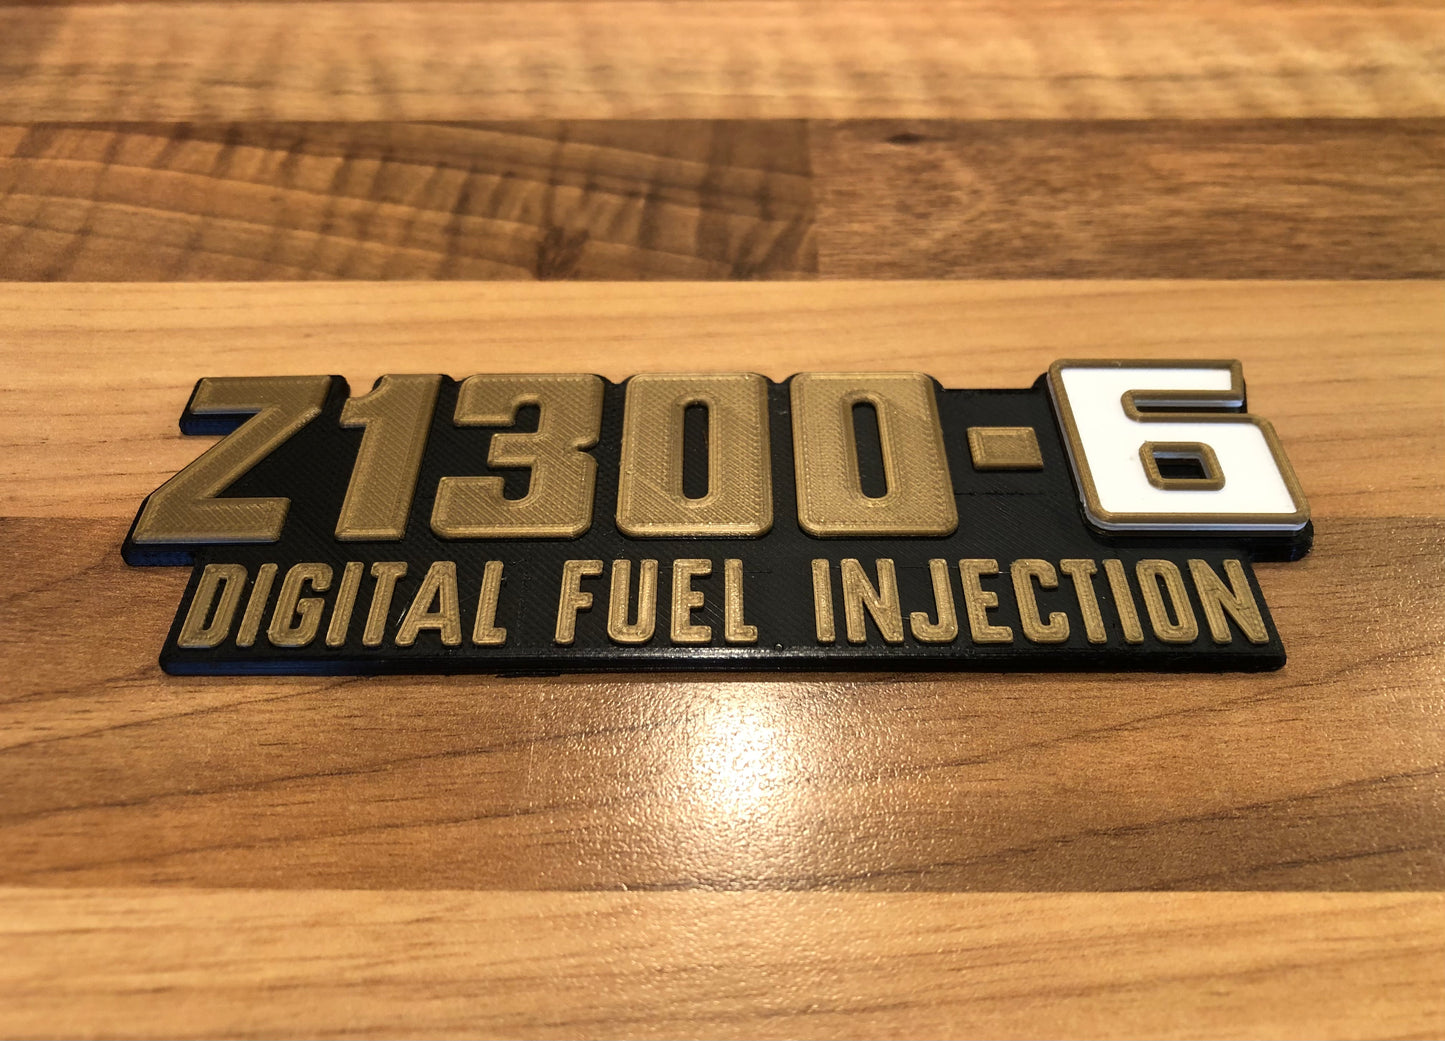 Z1300-6
DIGITAL FUEL INJECTION